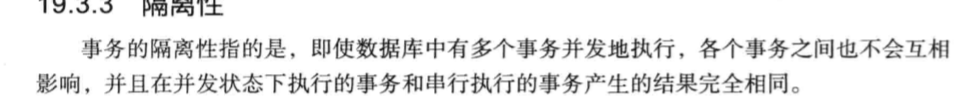 19.3.3 隔离性
事务的隔离性指的是，即使数据库中有多个事务并发地执行，各个事务之间也不会互相
影响，并且在并发状态下执行的事务和串行执行的事务产生的结果完全相同。